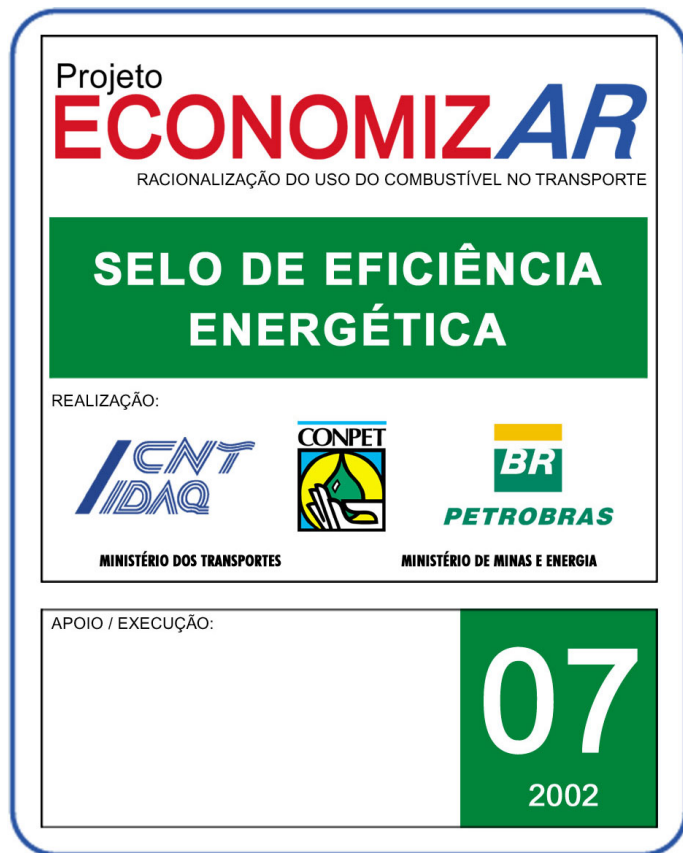 Projeto
ECONOMIZAR
RACIONALIZAÇÃO DO USO DO COMBUSTÍVEL NO TRANSPORTE
SELO DE EFICIÊNCIA
ENERGÉTICA
REALIZAÇÃO:
CNT
IDAQ
CONPET
BR
PETROBRAS
MINISTÉRIO DOS TRANSPORTES
MINISTÉRIO DE MINAS E ENERGIA
APOIO / EXECUÇÃO:
07
2002